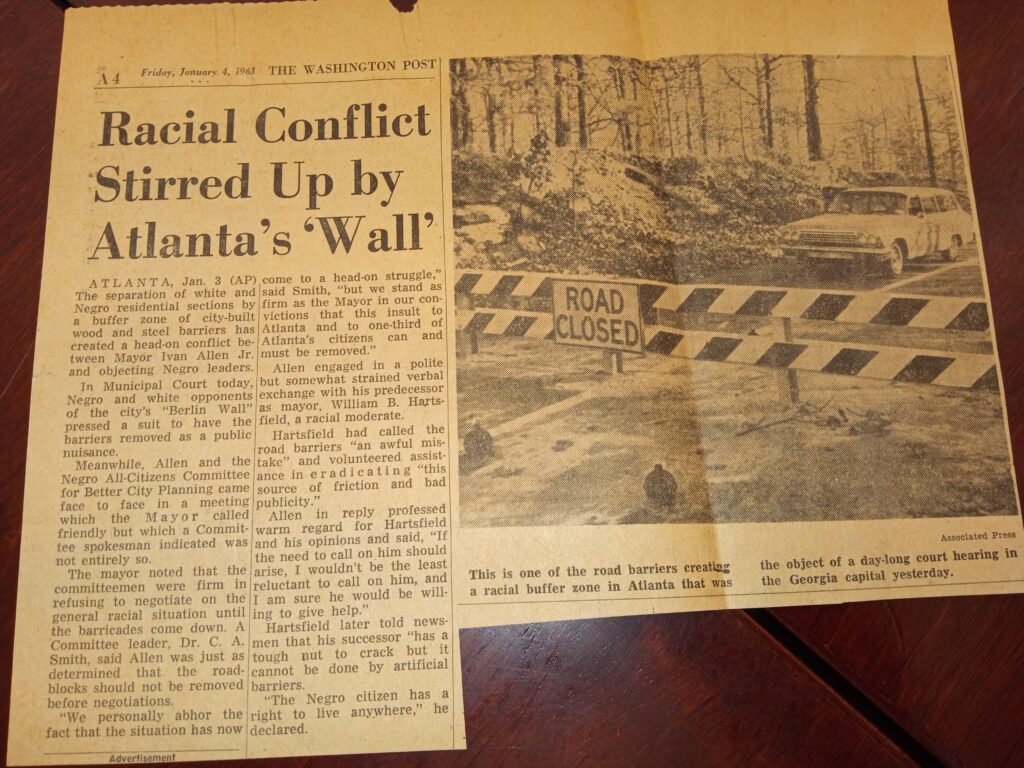 A4
Friday, January 4, 1963 THE WASHINGTON POST
Racial Conflict
Stirred Up by
Atlanta's 'Wall'
ATLANTA, Jan. 3 (AP)
The separation of white and
Negro residential sections by
a buffer zone of city-built
wood and steel barriers has
created a head-on conflict be-
tween Mayor Ivan Allen Jr.
and objecting Negro leaders.
In Municipal Court today,
Negro and white opponents
of the city's "Berlin Wall"
pressed a suit to have the
barriers removed as a public
nuisance.
Meanwhile, Allen and the
Negro All-Citizens Committee
for Better City Planning came
face to face in a meeting
which the Mayor called
friendly but which a Commit-
tee spokesman indicated was
not entirely so.
The mayor noted that the
committeemen were firm in
refusing to negotiate on the
general racial situation until
the barricades come down. A
Committee leader, Dr. C. A.
Smith, said Allen was just as
determined that the road-
blocks should not be removed
before negotiations.
"We personally abhor the
fact that the situation has now
Advertisement
come to a head-on struggle,"
said Smith, "but we stand as
firm as the Mayor in our con-
victions that this insult to
Atlanta and to one-third of
Atlanta's citizens can and
must be removed."
Allen engaged in a polite
but somewhat strained verbal
exchange with his predecessor
as mayor, William B. Harts-
field, a racial moderate.
Hartsfield had called the
road barriers "an awful mis-
take" and volunteered assist-
ance in eradicating "this
source of friction and bad
publicity."
Allen in reply professed
warm regard for Hartsfield
and his opinions and said, "If
the need to call on him should
arise, I wouldn't be the least
reluctant to call on him, and
I am sure he would be will-
ing to give help."
Hartsfield later told news-
men that his successor "has a
tough nut to crack but it
cannot be done by artificial
barriers.
"The Negro citizen has a
right to live anywhere," he
declared.
ROAD
CLOSED
Associated Press
This is one of the road barriers creating
a racial buffer zone in Atlanta that was
the object of a day-long court hearing in
the Georgia capital yesterday.